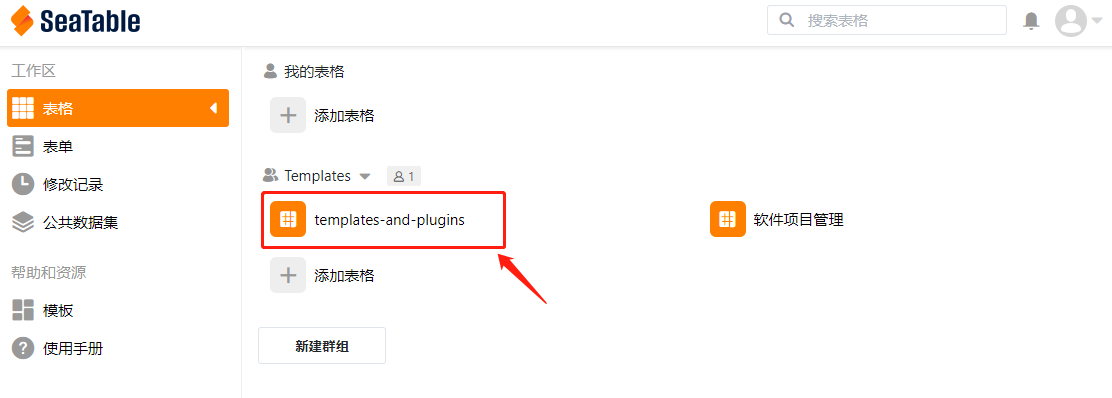 SeaTable
搜索表格
工作区
表格
表单
修改记录
公共数据集
帮助和资源
模板
? 使用手册
我的表格
添加表格
Templates 1
templates-and-plugins
软件项目管理
添加表格
新建群组